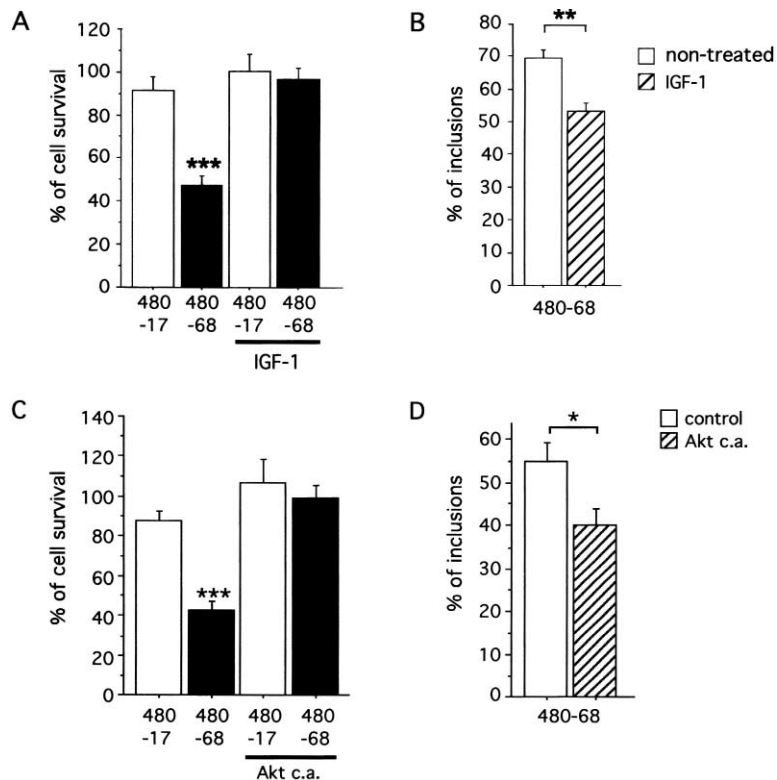 A
% of cell survival
120
100
80
60
40
20
0
***
480 480 480 480
-17 -68 -17 -68
IGF-1
B
% of inclusions
80
70
60
50
40
30
20
10
0
**
480-68
non-treated
IGF-1
C
% of cell survival
140
120
100
80
60
40
20
0
***
480 480 480 480
-17 -68 -17 -68
Akt c.a.
D
% of inclusions
60
50
40
30
20
10
0
*
480-68
control
Akt c.a.